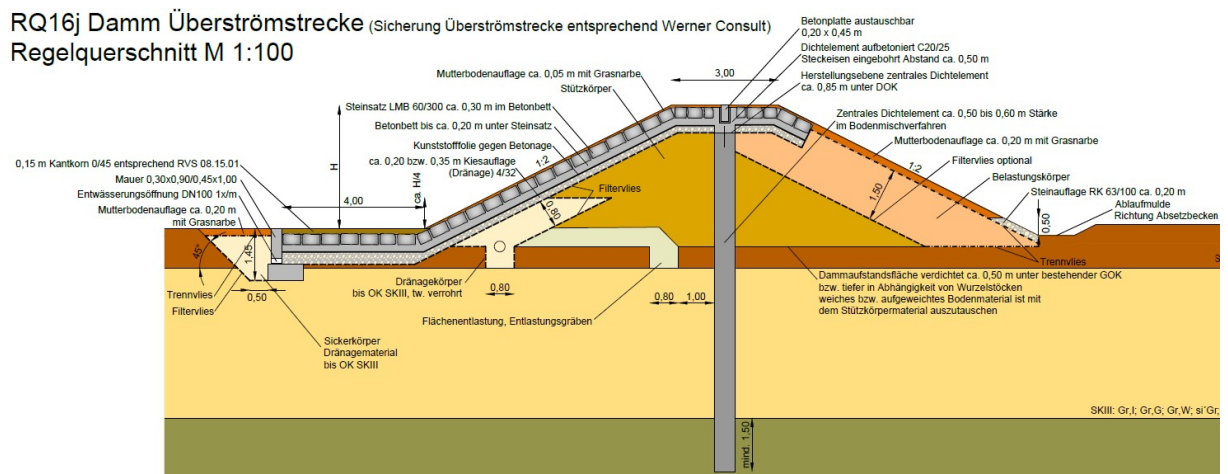 RQ16j Damm Überströmstrecke (Sicherung Überströmstrecke entsprechend Werner Consult)
Regelquerschnitt M 1:100
Betonplatte austauschbar
0,20 x 0,45 m
Dichtelement aufbetoniert C20/25
Steckeisen eingebohrt Abstand ca. 0,50 m
Herstellungsebene zentrales Dichtelement
ca. 0,85 m unter DOK
Mutterbodenauflage ca. 0,05 m mit Grasnarbe
Stützkörper
3,00
Steinsatz LMB 60/300 ca. 0,30 m im Betonbett
Betonbett bis ca. 0,20 m unter Steinsatz
Kunststofffolie gegen Betonage
ca. 0,20 bzw. 0,35 m Kiesauflage
(Dränage) 4/32
Zentrales Dichtelement ca. 0,50 bis 0,60 m Stärke
im Bodenmischverfahren
Mutterbodenauflage ca. 0,20 m mit Grasnarbe
Filtervlies optional
Belastungskörper
Steinauflage RK 63/100 ca. 0,20 m
Ablaufmulde
Richtung Absetzbecken
0,15 m Kantkorn 0/45 entsprechend RVS 08.15.01
Mauer 0,30x0,90/0,45x1,00
Entwässerungsöffnung DN100 1x/m
Mutterbodenauflage ca. 0,20 m
mit Grasnarbe
H
ca. H/4
4,00
1:2
1:2
Filtervlies
0,80
1,50
0,50
45°
1,45
0,50
Trennvlies
Filtervlies
Sickerkörper
Dränagematerial
bis OK SKIII
Dränagekörper
bis OK SKIII, tw. verrohrt
0,80
0,80
1,00
Flächenentlastung, Entlastungsgräben
Trennvlies
Dammaufstandsfläche verdichtet ca. 0,50 m unter bestehender GOK
bzw. tiefer in Abhängigkeit von Wurzelstöcken
weiches bzw. aufgeweichtes Bodenmaterial ist mit
dem Stützkörpermaterial auszutauschen
S
SKIII: Gr,I; Gr,G; Gr,W; si´Gr;
mind. 1,50